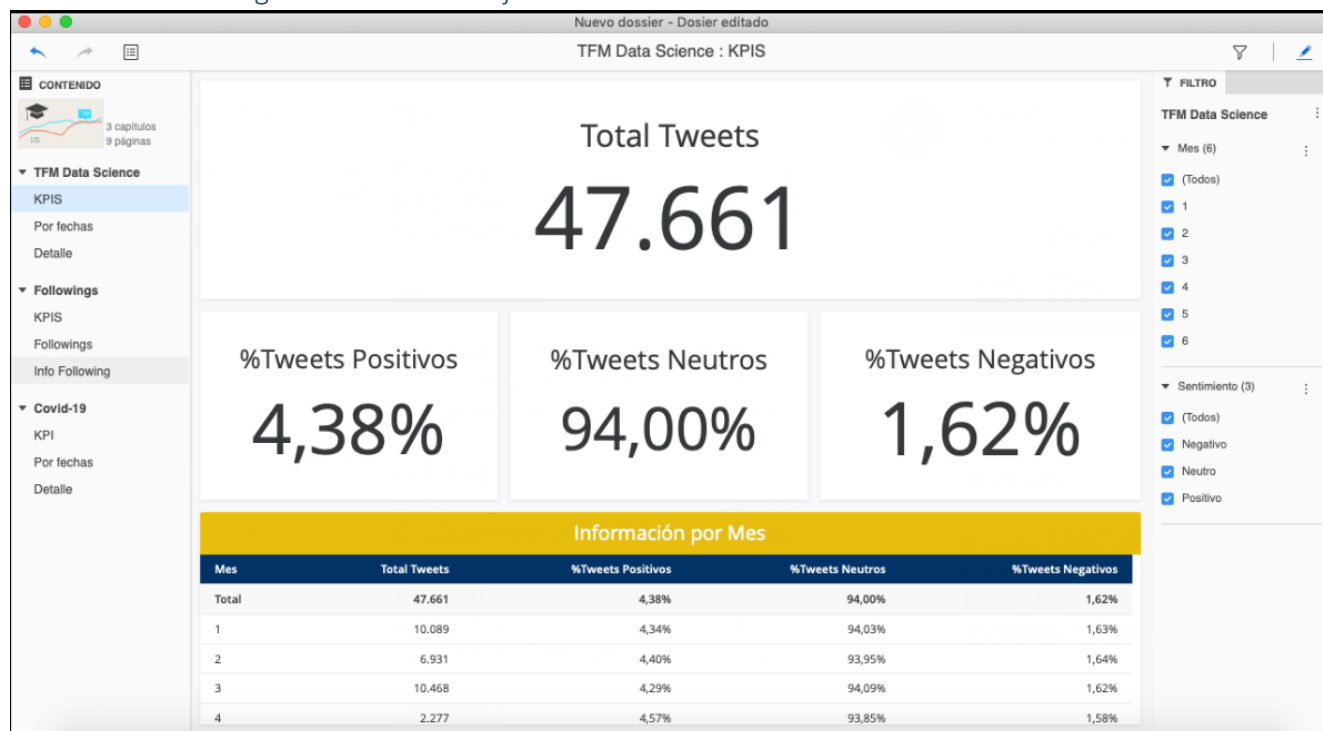 Nuevo dossier - Dosier editado
TFM Data Science : KPIS
CONTENIDO
3 capítulos
9 páginas
TFM Data Science
KPIS
Por fechas
Detalle
Followings
KPIS
Followings
Info Following
Covid-19
KPI
Por fechas
Detalle
Total Tweets
47.661
%Tweets Positivos
4,38%
%Tweets Neutros
94,00%
%Tweets Negativos
1,62%
Información por Mes
Mes Total Tweets %Tweets Positivos %Tweets Neutros %Tweets Negativos
Total 47.661 4,38% 94,00% 1,62%
1 10.089 4,34% 94,03% 1,63%
2 6.931 4,40% 93,95% 1,64%
3 10.468 4,29% 94,09% 1,62%
4 2.277 4,57% 93,85% 1,58%
FILTRO
TFM Data Science
Mes (6)
(Todos)
1
2
3
4
5
6
Sentimiento (3)
(Todos)
Negativo
Neutro
Positivo